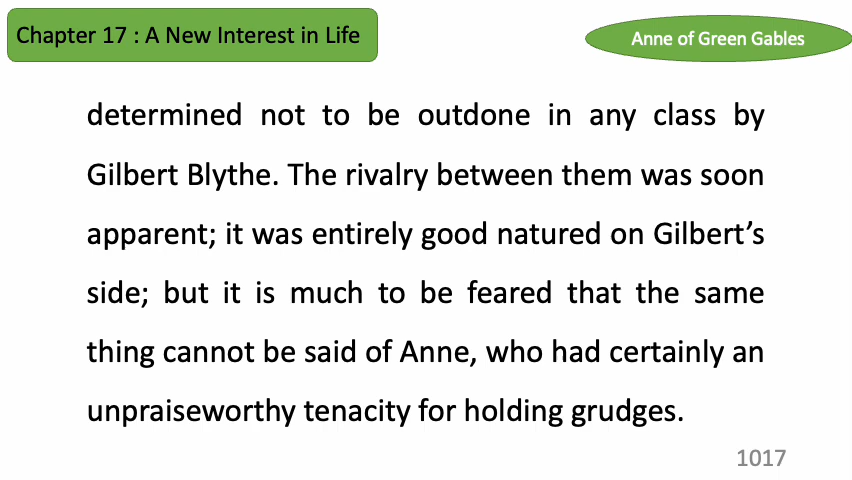 Chapter 17 : A New Interest in Life
Anne of Green Gables
determined not to be outdone in any class by
Gilbert Blythe. The rivalry between them was soon
apparent; it was entirely good natured on Gilbert’s
side; but it is much to be feared that the same
thing cannot be said of Anne, who had certainly an
unpraiseworthy tenacity for holding grudges.
1017